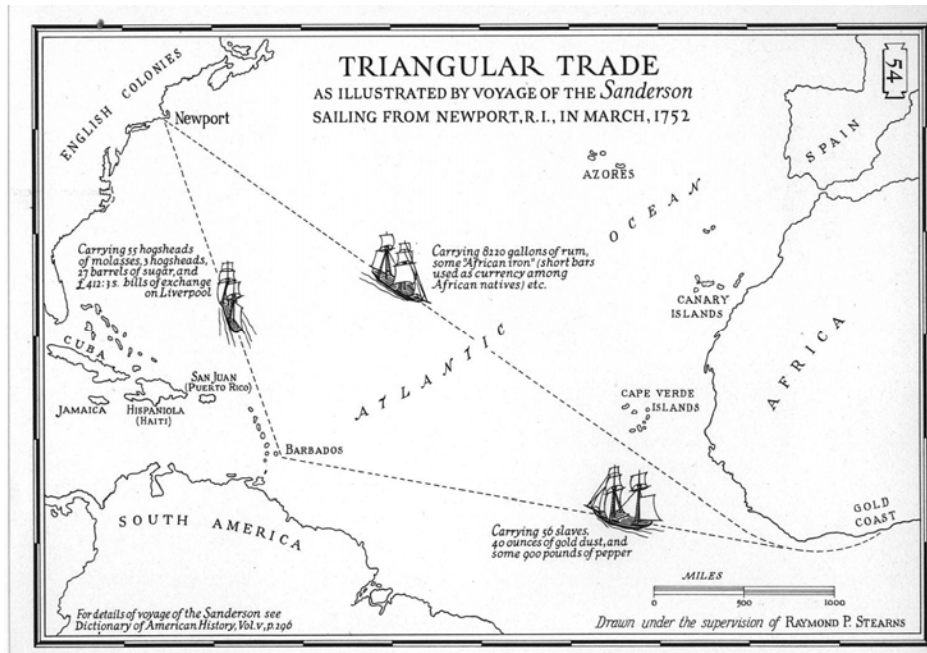 TRIANGULAR TRADE
AS ILLUSTRATED BY VOYAGE OF THE Sanderson
SAILING FROM NEWPORT, R.I., IN MARCH, 1752
54
ENGLISH COLONIES
Newport
SPAIN
AZORES
OCEAN
Carrying 55 hogsheads
of molasses, 3 hogsheads,
27 barrels of sugar, and
£412:3s. bills of exchange
on Liverpool
Carrying 8220 gallons of rum,
some "African iron" (short bars
used as currency among
African natives) etc.
CANARY
ISLANDS
ATLANTIC
AFRICA
CUBA
SAN JUAN
(PUERTO RICO)
JAMAICA
HISPANIOLA
(HAITI)
CAPE VERDE
ISLANDS
BARBADOS
GOLD
COAST
SOUTH AMERICA
Carrying 56 slaves,
40 ounces of gold dust, and
some 900 pounds of pepper
MILES
0 500 1000
For details of voyage of the Sanderson see
Dictionary of American History, Vol. V, p. 296
Drawn under the supervision of RAYMOND P. STEARNS